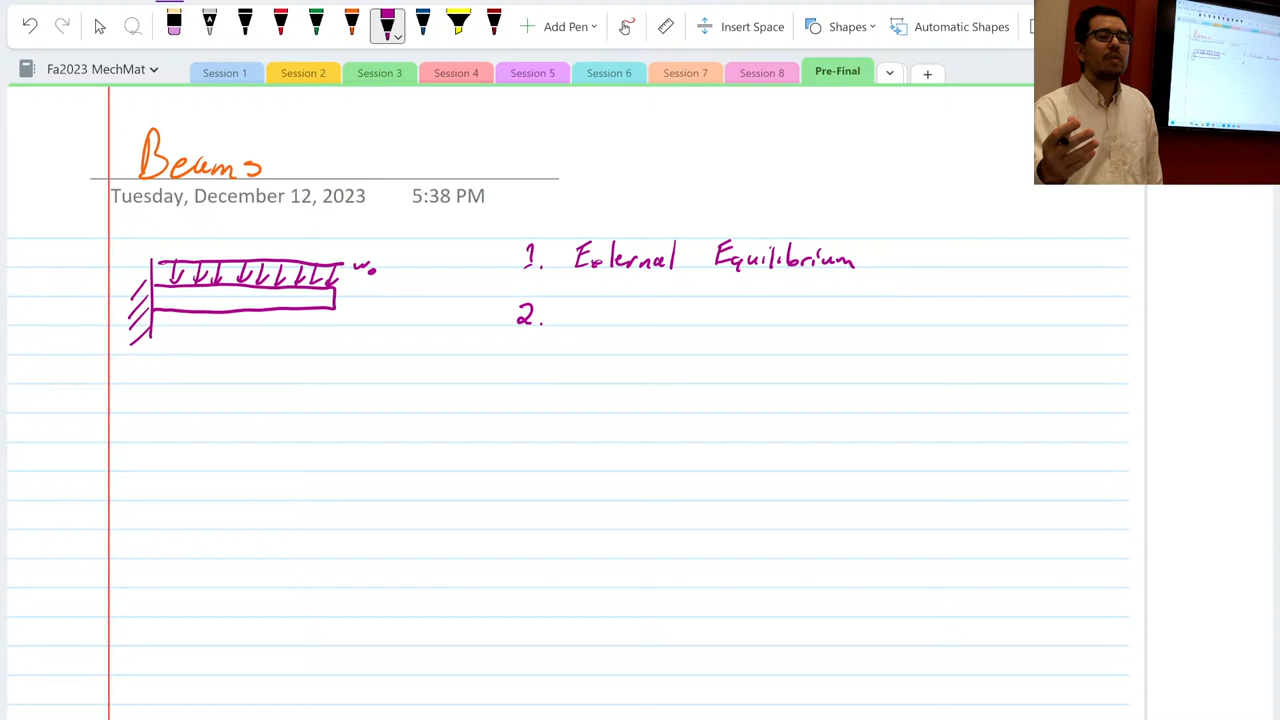 Add Pen
Insert Space
Shapes
Automatic Shapes
Fa2023 MechMat
Session 1
Session 2
Session 3
Session 4
Session 5
Session 6
Session 7
Session 8
Pre-Final
Beams
Tuesday, December 12, 2023 5:38 PM
w₀
1. External Equilibrium
2.